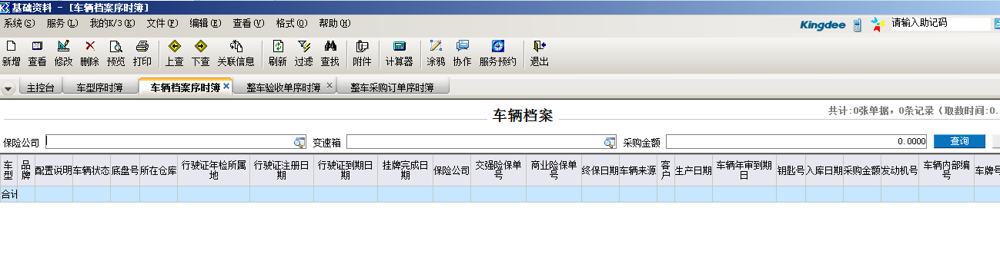 基础资料 - [车辆档案序时簿]
系统(S) 服务(L) 我的K/3(K) 文件(F) 编辑(E) 查看(V) 格式(O) 帮助(H) Kingdee 请输入助记码
新增 查看 修改 删除 预览 打印 上查 下查 关联信息 刷新 过滤 查找 附件 计算器 涂鸦 协作 服务预约 退出
主控台 车型序时簿 车辆档案序时簿 整车验收单序时簿 整车采购订单序时簿
共计:0张单据，0条记录（取数时间:0.
车辆档案
保险公司 变速箱 采购金额 0.0000 查询
车型 品牌 配置说明 车辆状态 底盘号 所在仓库 行驶证年检所属地 行驶证注册日期 行驶证到期日期 挂牌完成日期 保险公司 交强险保单号 商业险保单号 终保日期 车辆来源 客户 生产日期 车辆年审到期日 钥匙号 入库日期 采购金额 发动机号 车辆内部编号 车牌号
合计